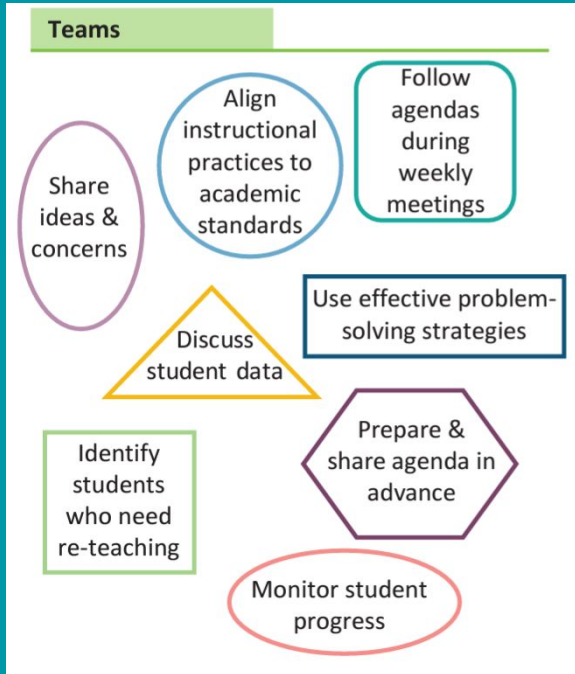 Teams
Share
ideas &
concerns
Align
instructional
practices to
academic
standards
Follow
agendas
during
weekly
meetings
Discuss
student data
Use effective problem-
solving strategies
Identify
students
who need
re-teaching
Prepare &
share agenda in
advance
Monitor student
progress